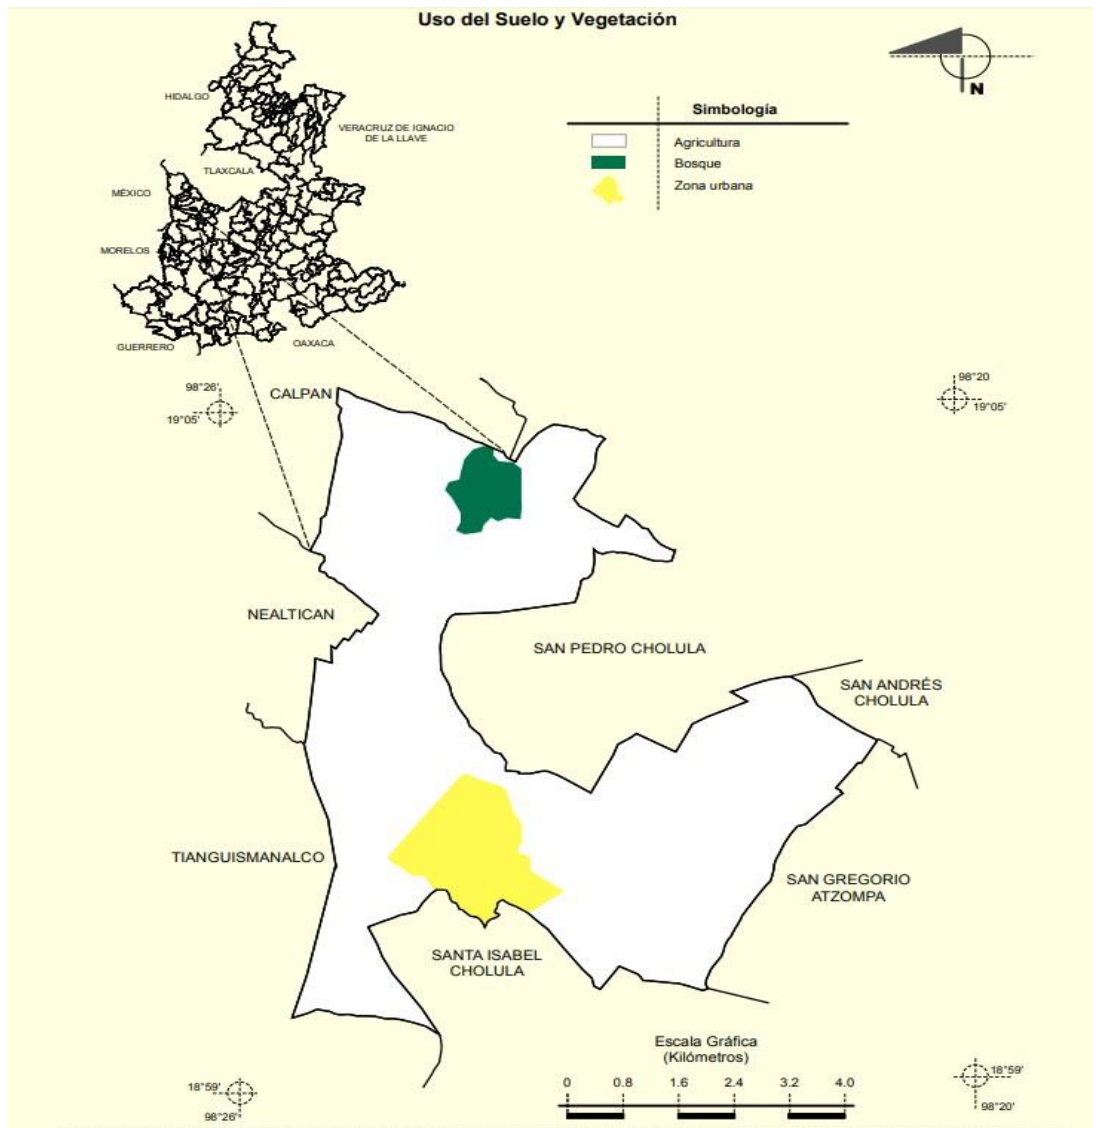 Uso del Suelo y Vegetación
N
Simbología
Agricultura
Bosque
Zona urbana
HIDALGO
VERACRUZ DE IGNACIO
DE LA LLAVE
TLAXCALA
MÉXICO
MORELOS
GUERRERO
OAXACA
98°26'
19°05'
98°20
19°05'
CALPAN
NEALTICAN
SAN PEDRO CHOLULA
SAN ANDRÉS
CHOLULA
TIANGUISMANALCO
SAN GREGORIO
ATZOMPA
SANTA ISABEL
CHOLULA
Escala Gráfica
(Kilómetros)
0 0.8 1.6 2.4 3.2 4.0
18°59'
98°26'
18°59'
98°20'